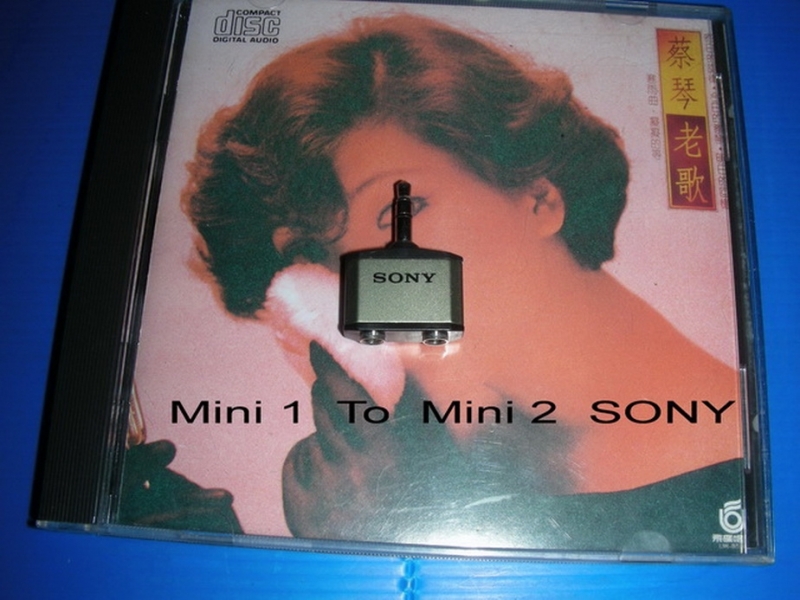 COMPACT
disc
DIGITAL AUDIO
蔡琴
老歌
SONY
Mini 1 To Mini 2 SONY